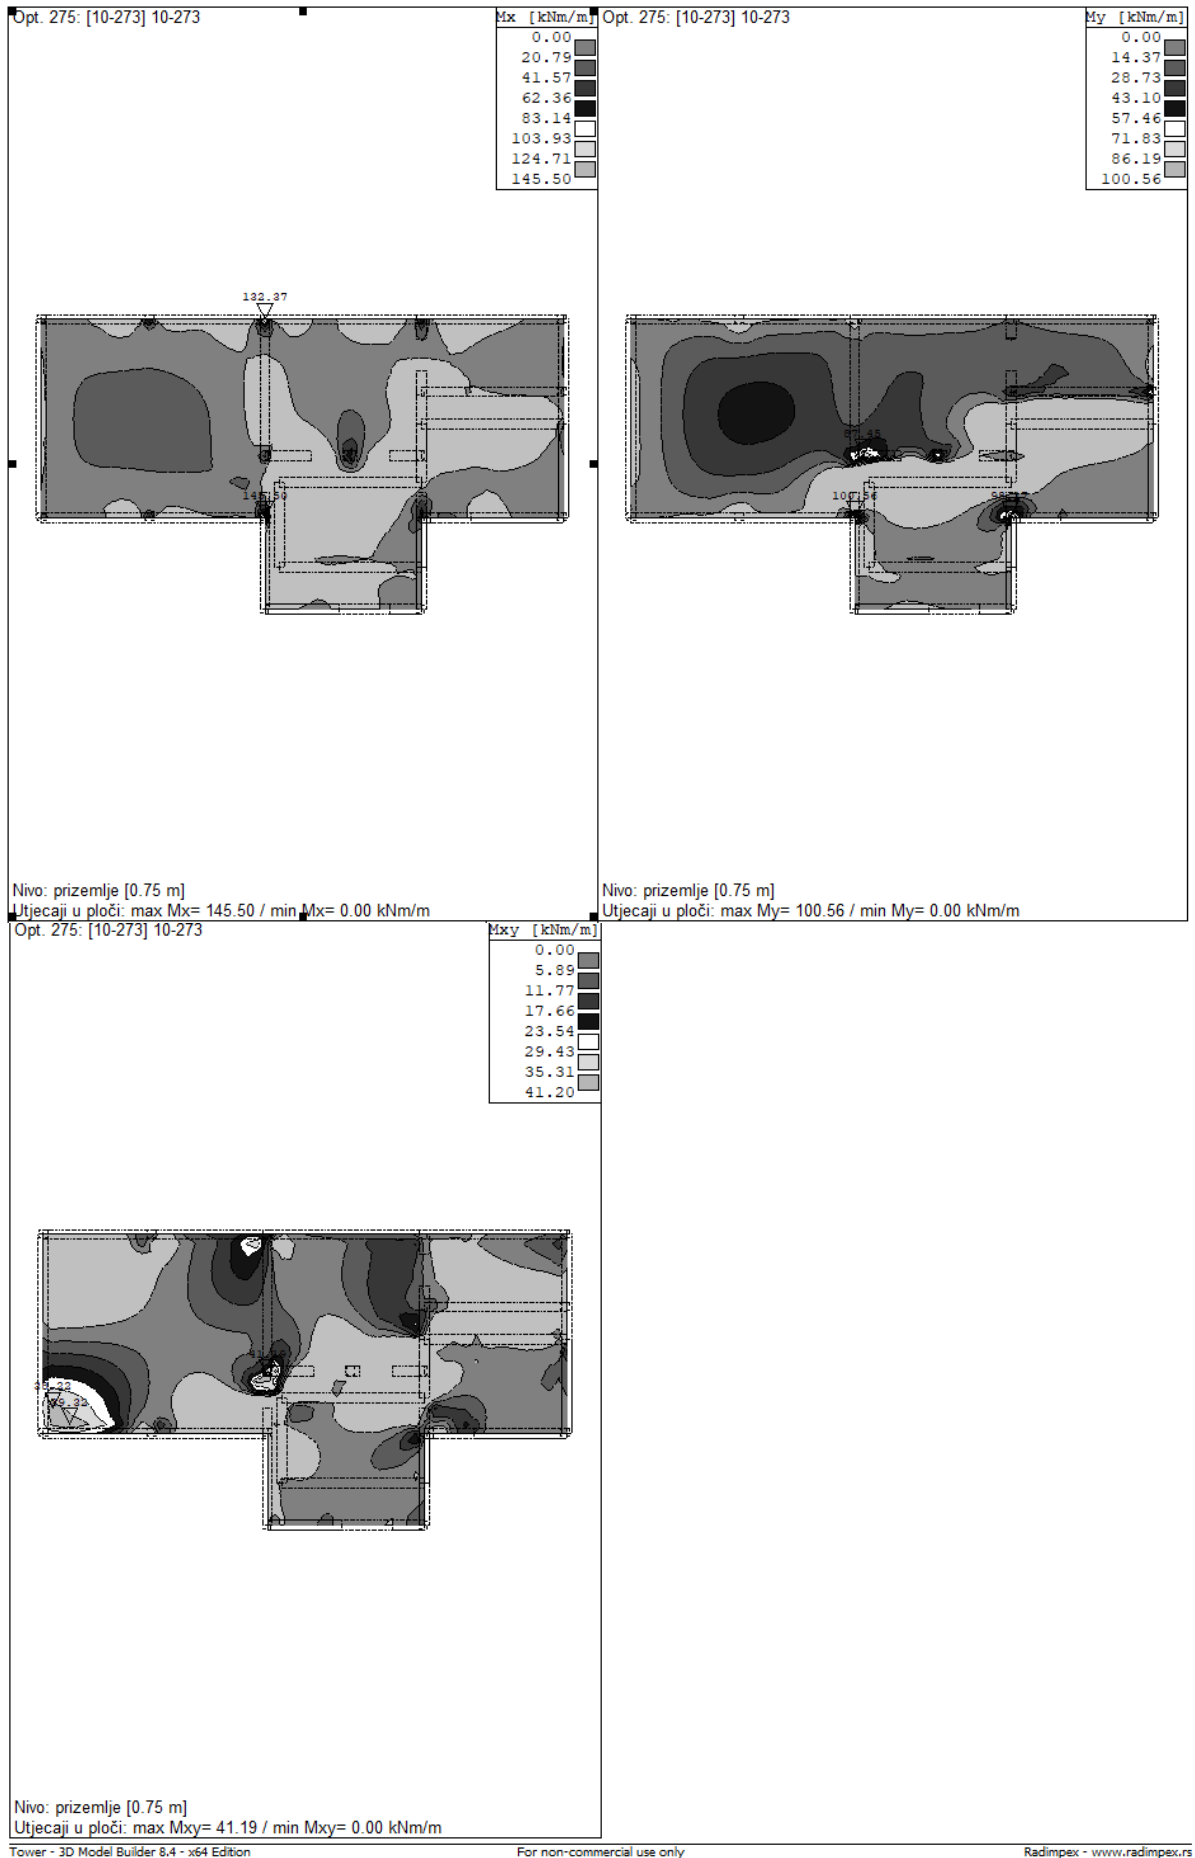 Opt. 275: [10-273] 10-273
Mx [kNm/m]
0.00
20.79
41.57
62.36
83.14
103.93
124.71
145.50
132.37
145.50
Nivo: prizemlje [0.75 m]
Utjecaji u ploči: max Mx= 145.50 / min Mx= 0.00 kNm/m
Opt. 275: [10-273] 10-273
My [kNm/m]
0.00
14.37
28.73
43.10
57.46
71.83
86.19
100.56
100.56
Nivo: prizemlje [0.75 m]
Utjecaji u ploči: max My= 100.56 / min My= 0.00 kNm/m
Opt. 275: [10-273] 10-273
Mxy [kNm/m]
0.00
5.89
11.77
17.66
23.54
29.43
35.31
41.20
Nivo: prizemlje [0.75 m]
Utjecaji u ploči: max Mxy= 41.19 / min Mxy= 0.00 kNm/m
Tower - 3D Model Builder 8.4 - x64 Edition
For non-commercial use only
Radimpex - www.radimpex.rs